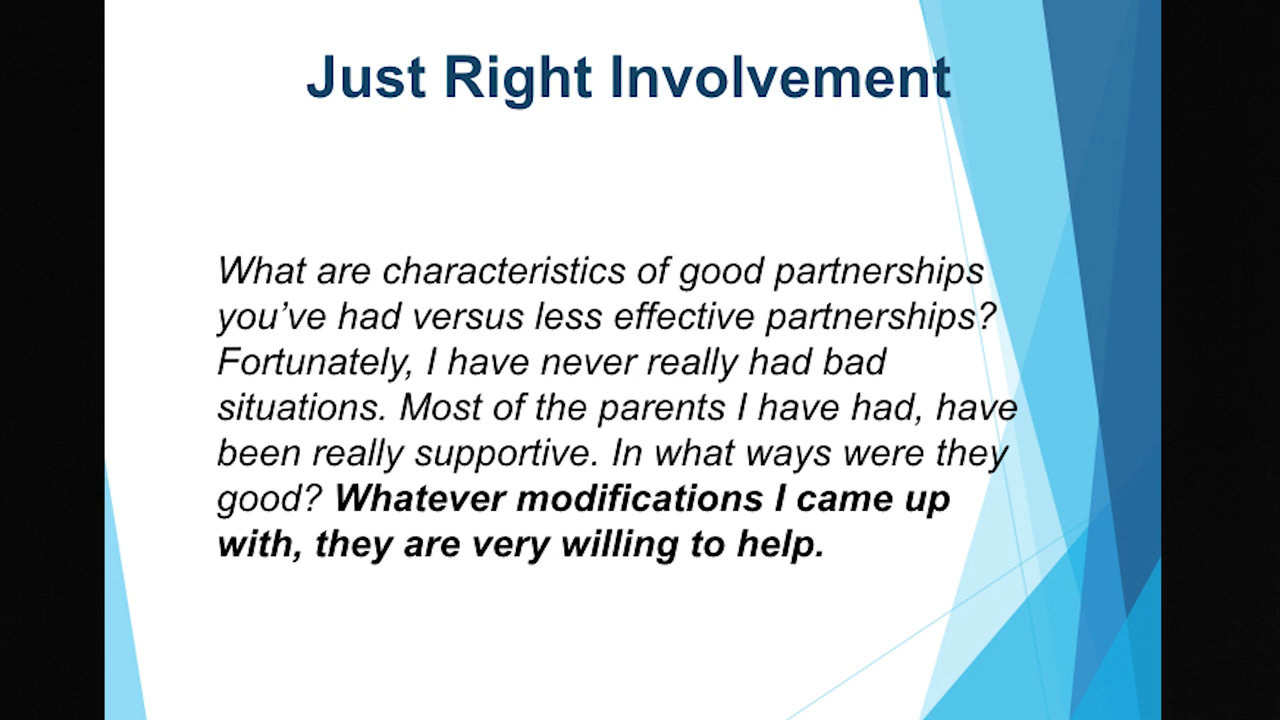 Just Right Involvement
What are characteristics of good partnerships
you’ve had versus less effective partnerships?
Fortunately, I have never really had bad
situations. Most of the parents I have had, have
been really supportive. In what ways were they
good? Whatever modifications I came up
with, they are very willing to help.